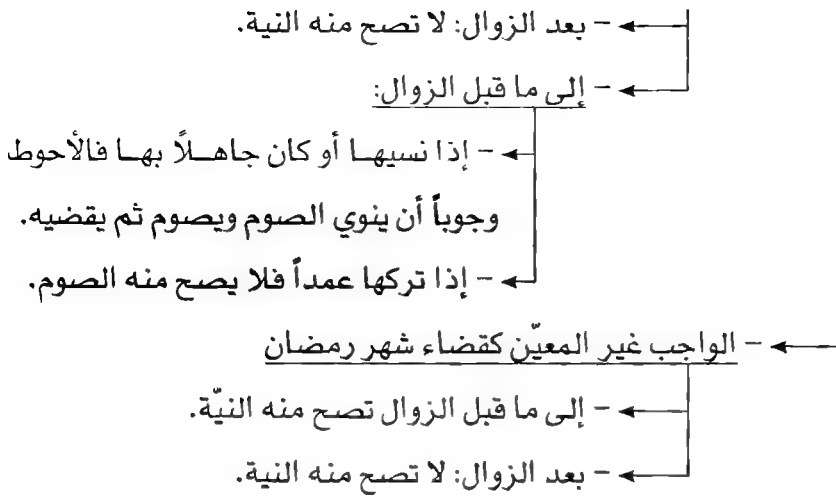 - بعد الزوال: لا تصح منه النية.
- إلى ما قبل الزوال:
- إذا نسيها أو كان جاهلاً بها فالأحوط
وجوباً أن ينوي الصوم ويصوم ثم يقضيه.
- إذا تركها عمداً فلا يصح منه الصوم.
- الواجب غير المعيّن كقضاء شهر رمضان
- إلى ما قبل الزوال تصح منه النيّة.
- بعد الزوال: لا تصح منه النية.